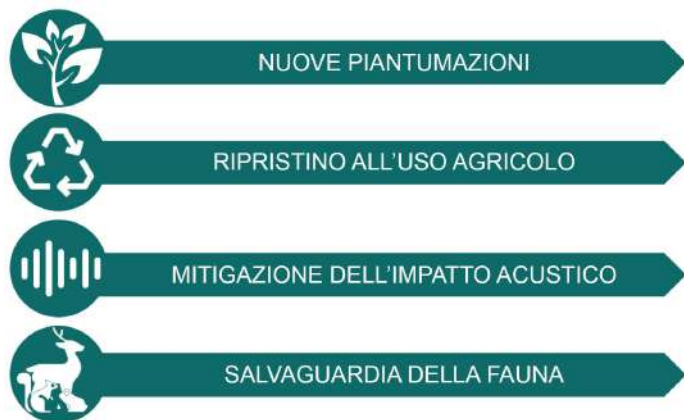 NUOVE PIANTUMAZIONI
RIPRISTINO ALL'USO AGRICOLO
MITIGAZIONE DELL'IMPATTO ACUSTICO
SALVAGUARDIA DELLA FAUNA